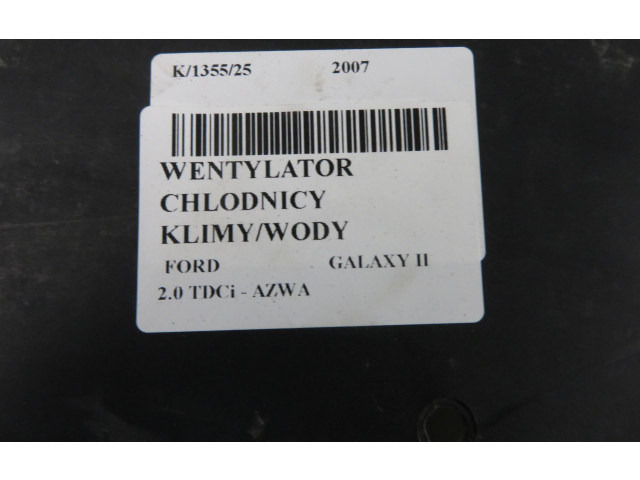 K/1355/25 2007
WENTYLATOR
CHLODNICY
KLIMY/WODY
FORD GALAXY II
2.0 TDCi - AZWA